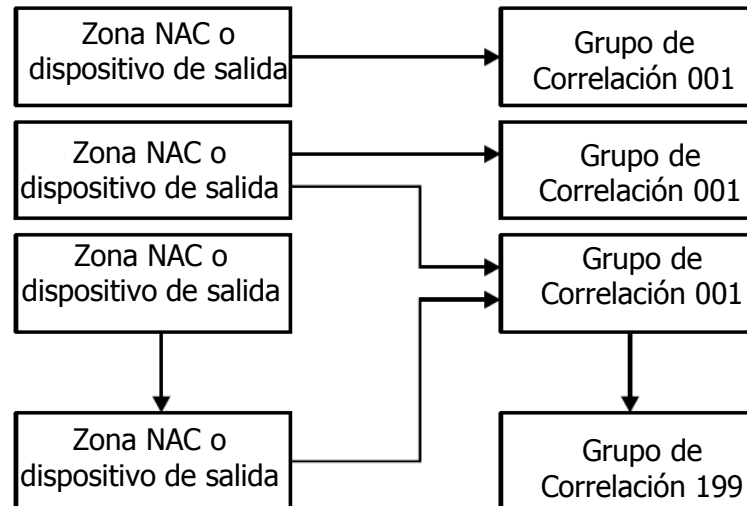 Zona NAC o
dispositivo de salida
Grupo de
Correlación 001
Zona NAC o
dispositivo de salida
Grupo de
Correlación 001
Zona NAC o
dispositivo de salida
Grupo de
Correlación 001
Zona NAC o
dispositivo de salida
Grupo de
Correlación 199